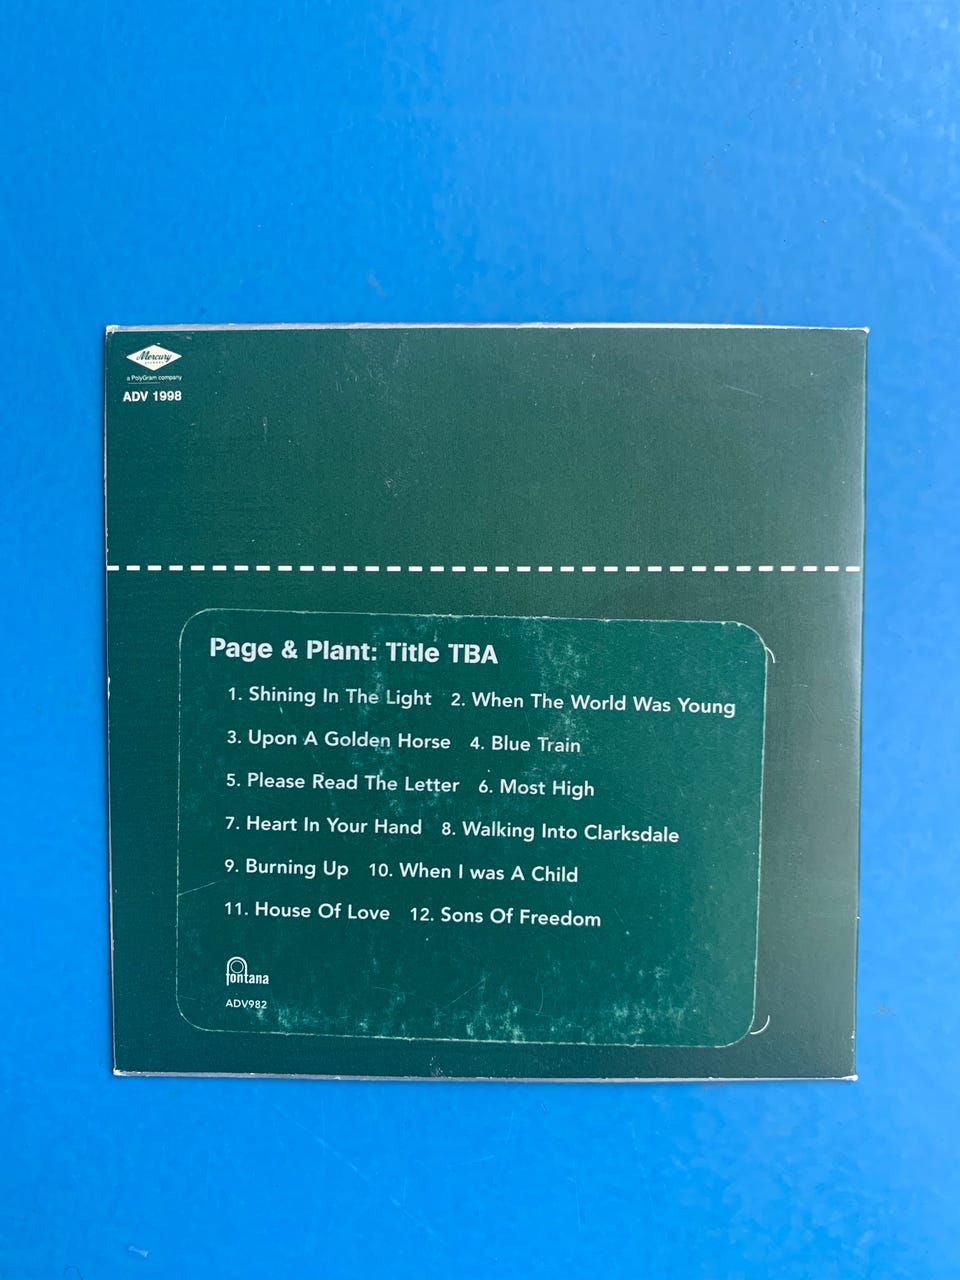 Mercury
RECORDS
a PolyGram company
ADV 1998
Page & Plant: Title TBA
1. Shining In The Light 2. When The World Was Young
3. Upon A Golden Horse 4. Blue Train
5. Please Read The Letter 6. Most High
7. Heart In Your Hand 8. Walking Into Clarksdale
9. Burning Up 10. When I was A Child
11. House Of Love 12. Sons Of Freedom
fontana
ADV982